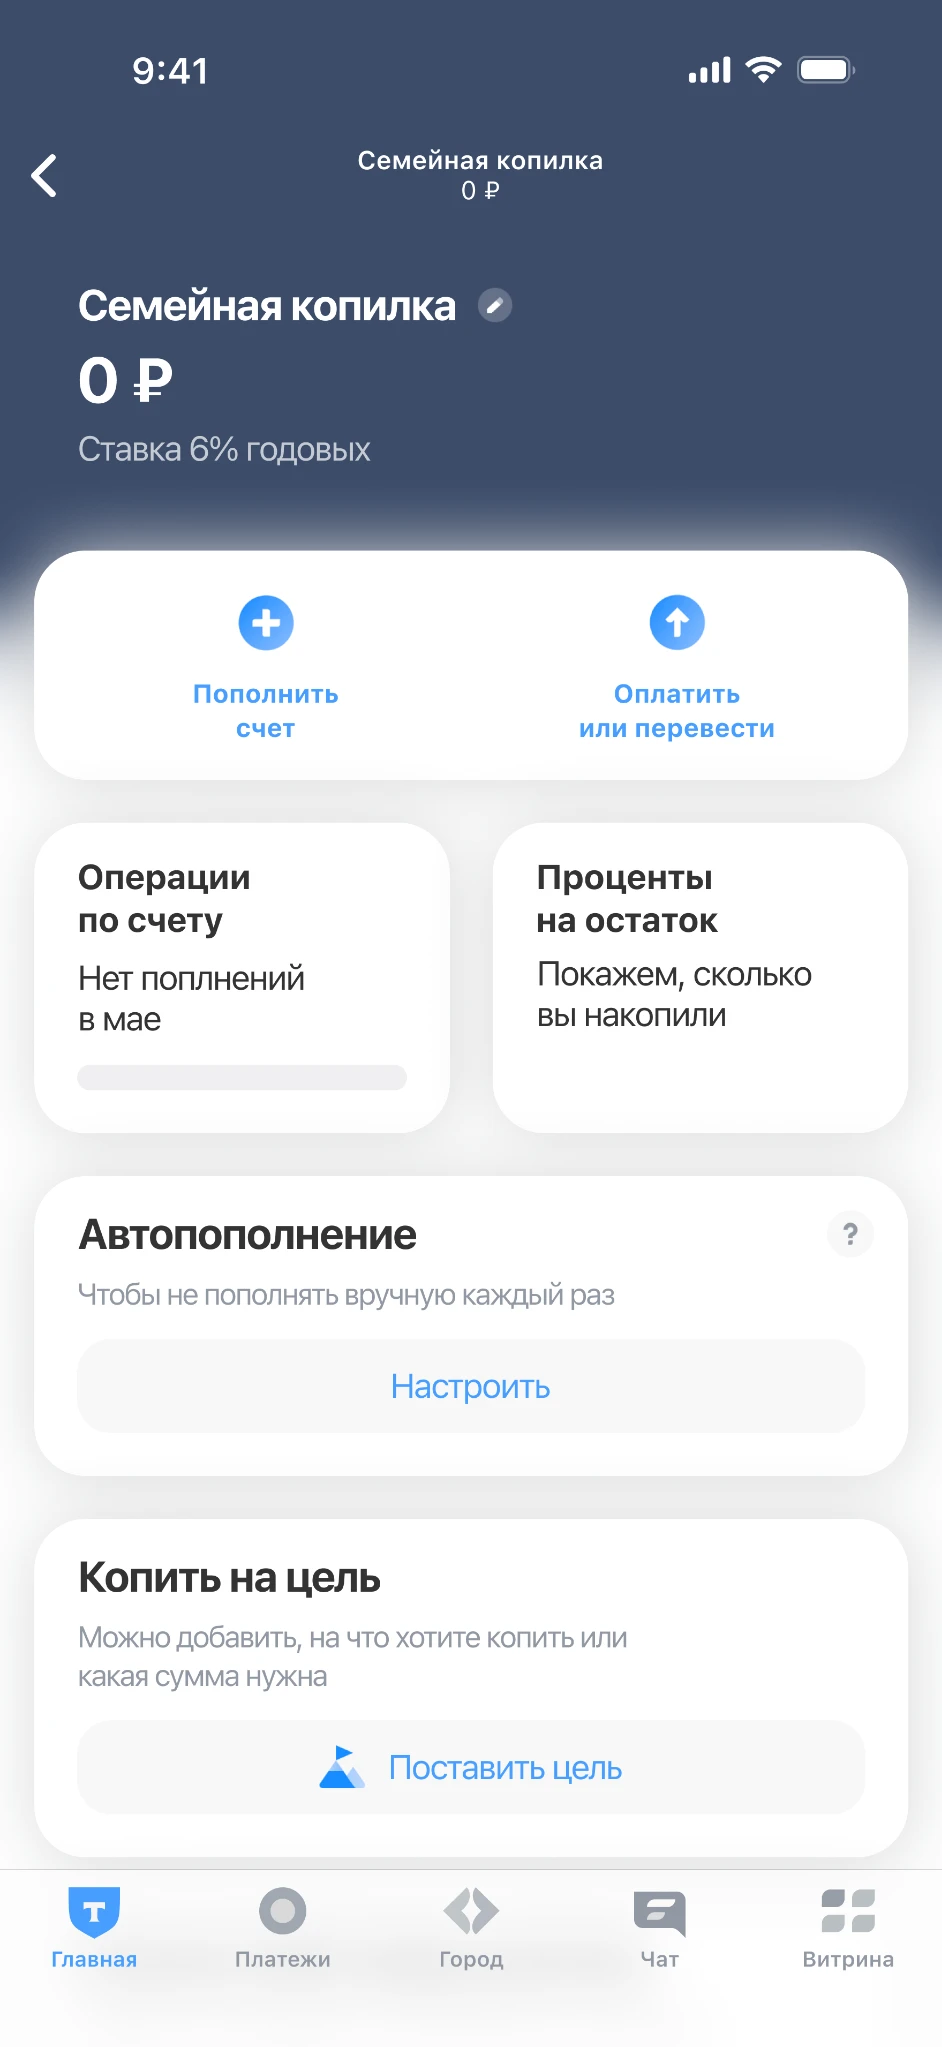 9:41
Семейная копилка
0 ₽
Семейная копилка
0 ₽
Ставка 6% годовых
Пополнить
счет
Оплатить
или перевести
Операции
по счету
Нет поплнений
в мае
Проценты
на остаток
Покажем, сколько
вы накопили
Автопополнение
?
Чтобы не пополнять вручную каждый раз
Настроить
Копить на цель
Можно добавить, на что хотите копить или
какая сумма нужна
Поставить цель
Т
Главная
Платежи
Город
Чат
Витрина